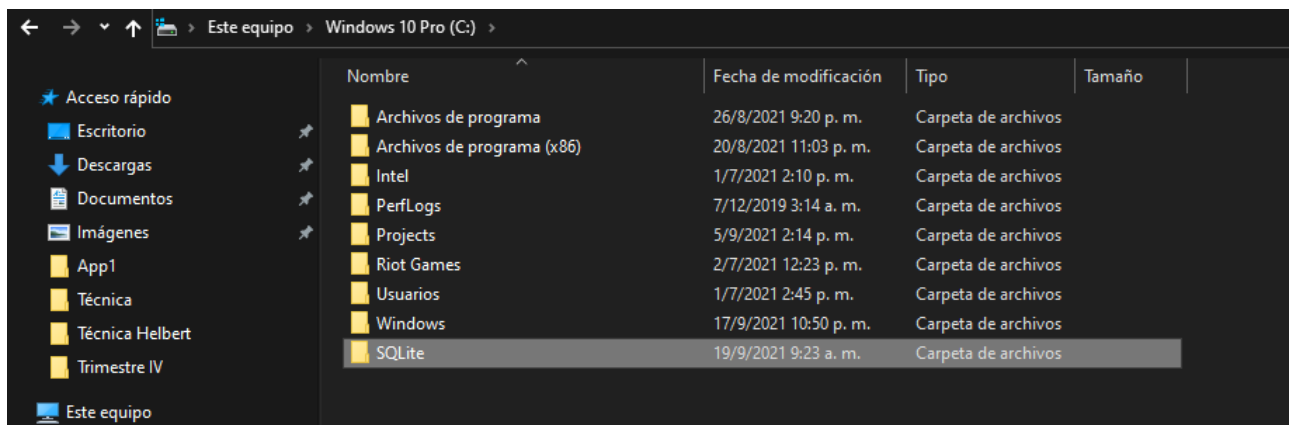 Este equipo > Windows 10 Pro (C:) >
Acceso rápido
Escritorio
Descargas
Documentos
Imágenes
App1
Técnica
Técnica Helbert
Trimestre IV
Este equipo
Nombre Fecha de modificación Tipo Tamaño
Archivos de programa 26/8/2021 9:20 p. m. Carpeta de archivos
Archivos de programa (x86) 20/8/2021 11:03 p. m. Carpeta de archivos
Intel 1/7/2021 2:10 p. m. Carpeta de archivos
PerfLogs 7/12/2019 3:14 a. m. Carpeta de archivos
Projects 5/9/2021 2:14 p. m. Carpeta de archivos
Riot Games 2/7/2021 12:23 p. m. Carpeta de archivos
Usuarios 1/7/2021 2:45 p. m. Carpeta de archivos
Windows 17/9/2021 10:50 p. m. Carpeta de archivos
SQLite 19/9/2021 9:23 a. m. Carpeta de archivos